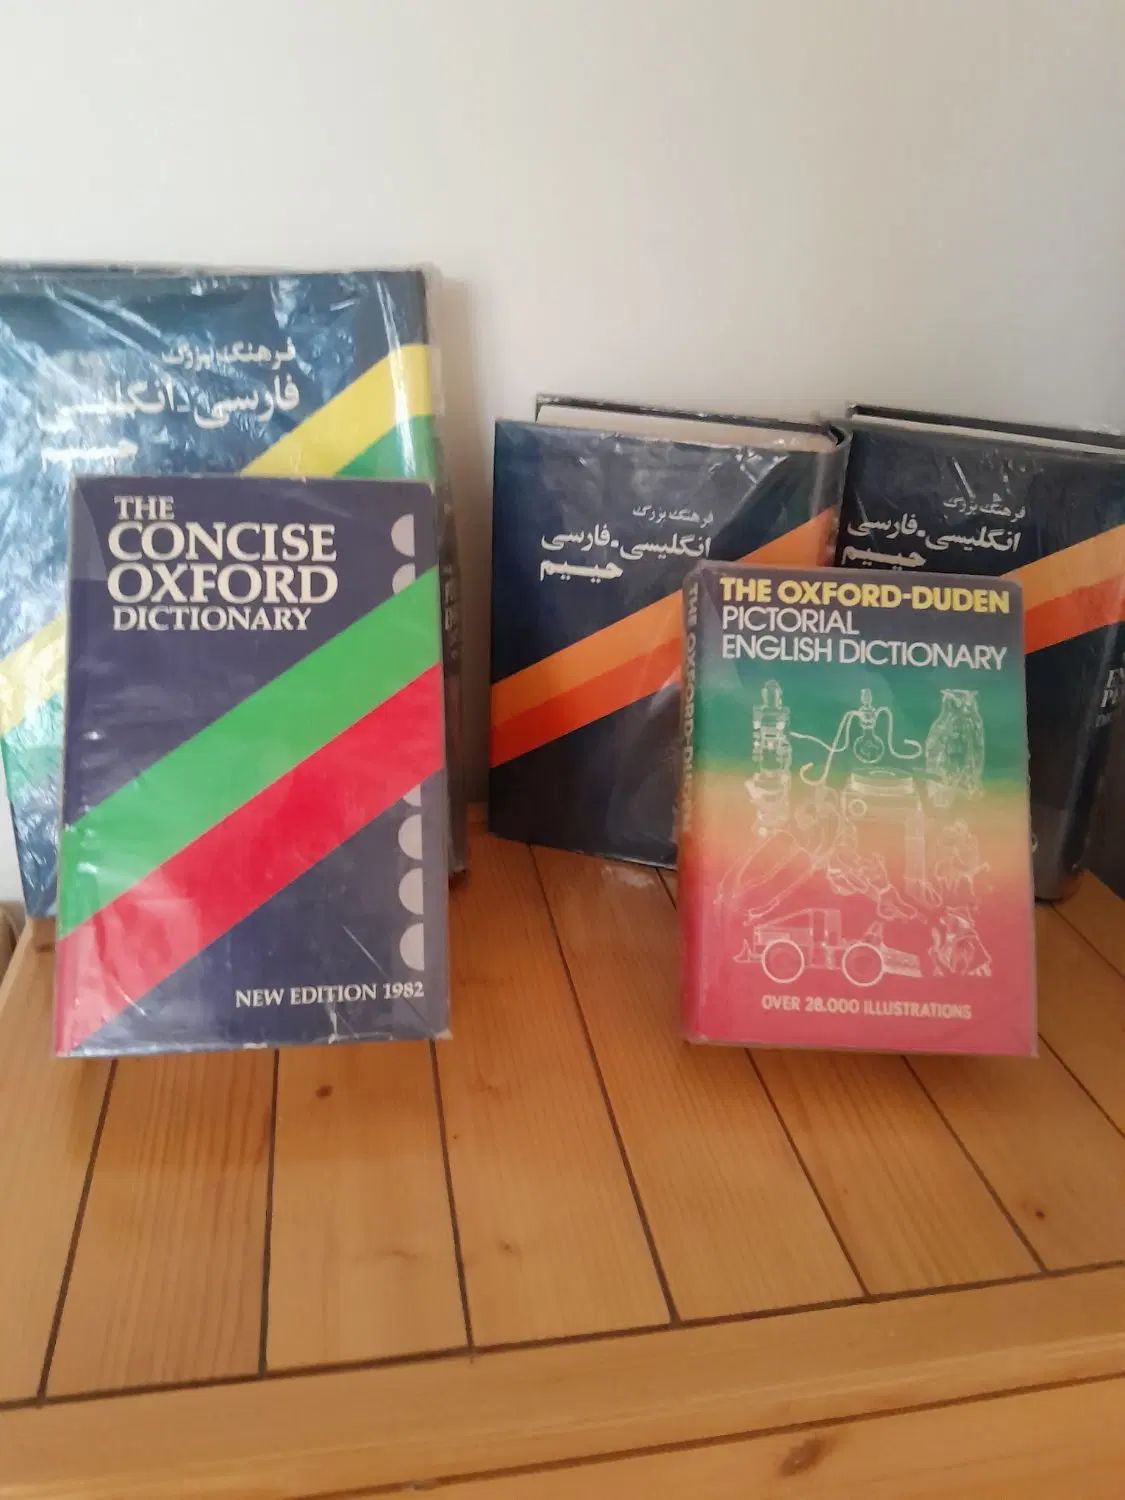 فرهنگ بزرگ
فارسی-انگلیسی
حییم
THE
CONCISE
OXFORD
DICTIONARY
NEW EDITION 1982
فرهنگ بزرگ
انگلیسی-فارسی
حییم
فرهنگ بزرگ
انگلیسی-فارسی
حییم
THE OXFORD-DUDEN
PICTORIAL
ENGLISH DICTIONARY
OVER 28.000 ILLUSTRATIONS
THE OXFORD-DUDEN